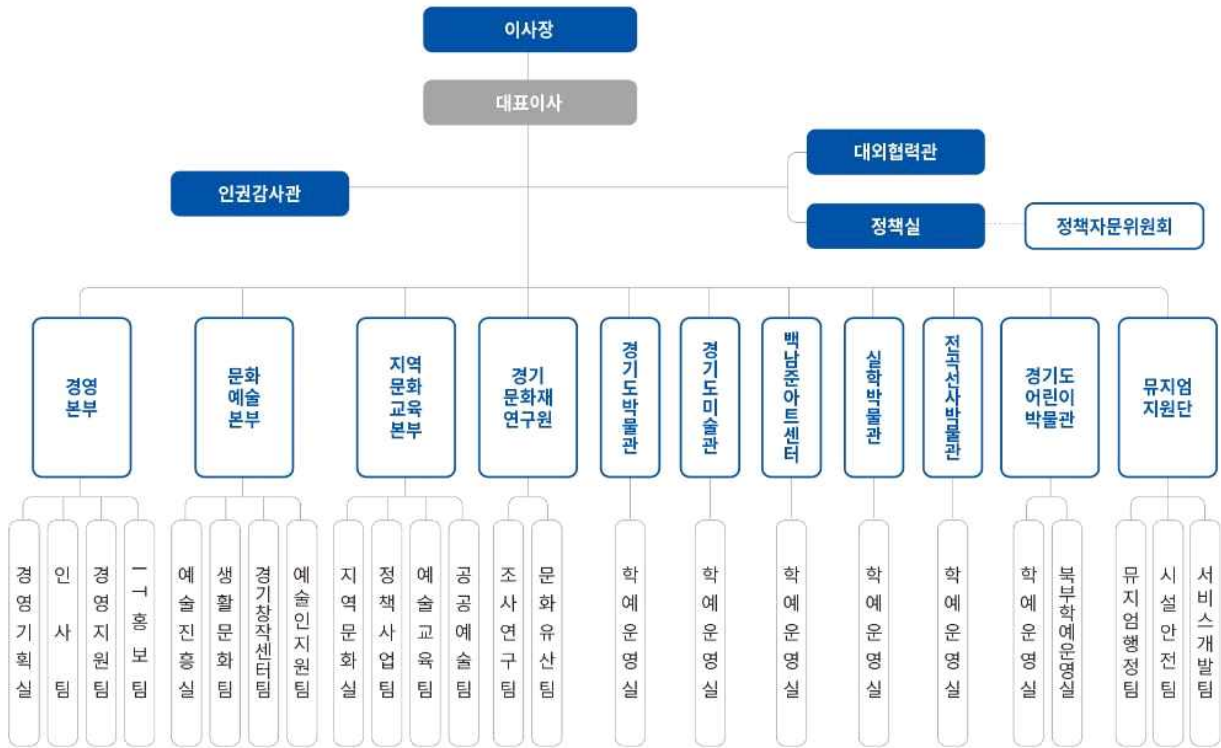 이사장
대표이사
대외협력관
인권감사관
정책실
정책자문위원회
경영
본부
문화
예술
본부
지역
문화
교육
본부
경기
문화재
연구원
경기도박물관
경기도미술관
백남준아트센터
실학박물관
전곡선사박물관
경기도
어린이
박물관
뮤지엄
지원단
경영기획실
인사팀
경영지원팀
IT홍보팀
예술진흥실
생활문화팀
경기창작센터팀
예술인지원팀
지역문화실
정책사업팀
예술교육팀
공공예술팀
조사연구팀
문화유산팀
학예운영실
학예운영실
학예운영실
학예운영실
학예운영실
학예운영실
북부학예운영실
뮤지엄행정팀
시설안전팀
서비스개발팀